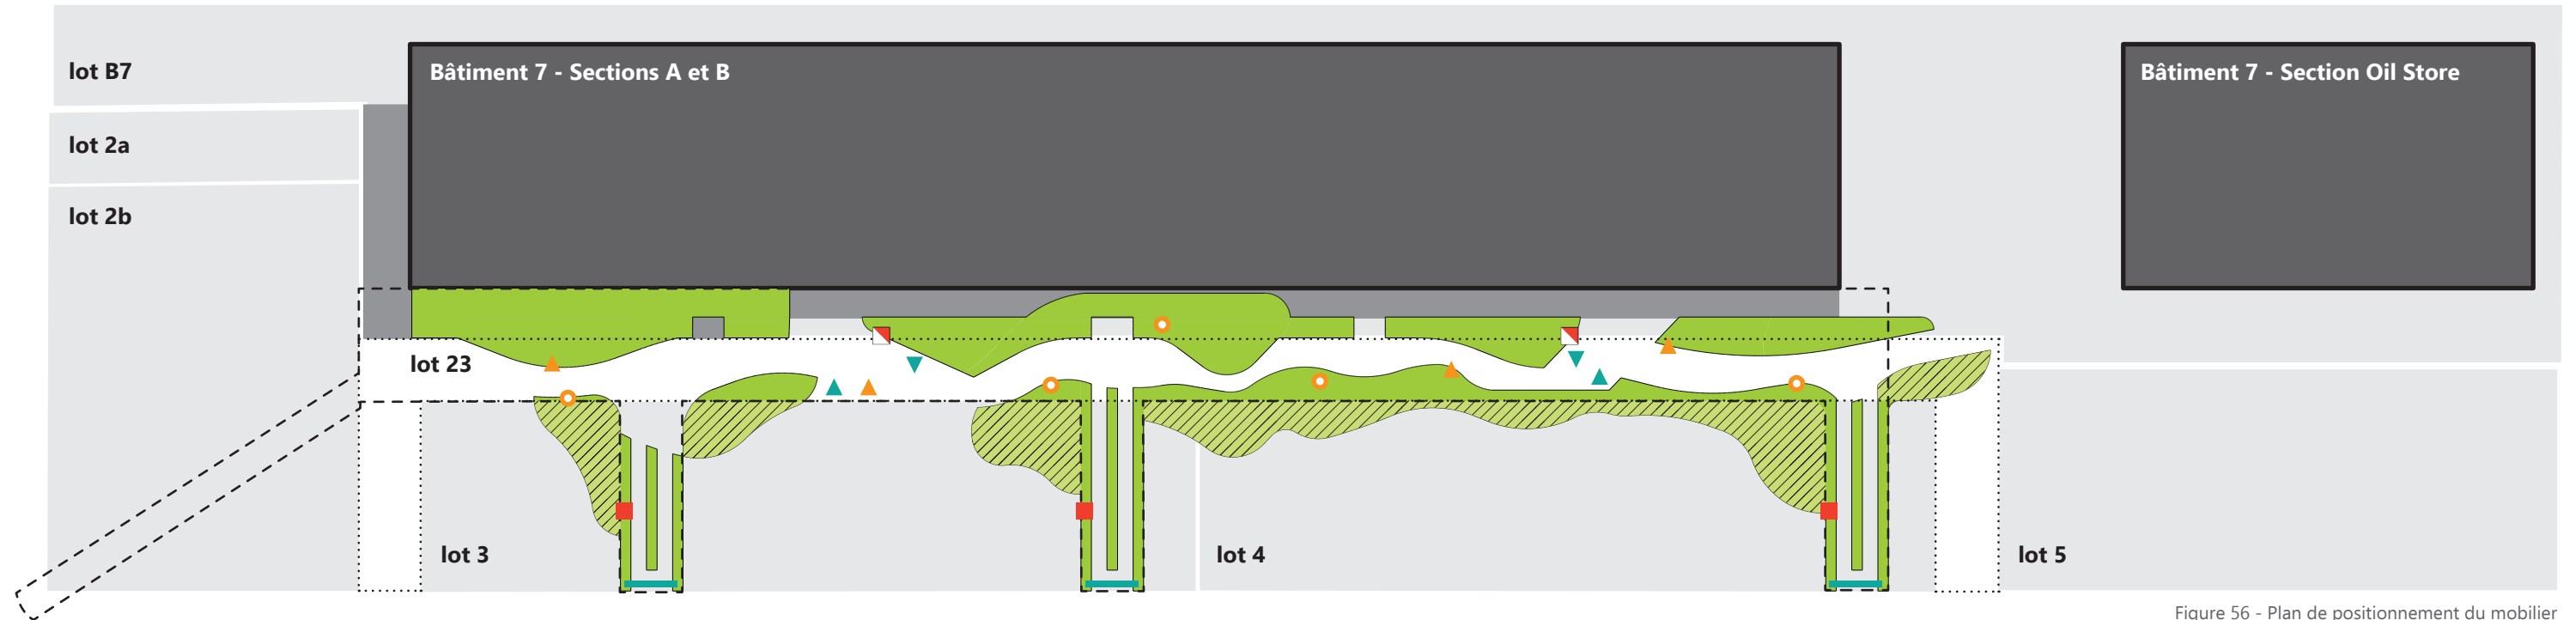 lot B7
Bâtiment 7 - Sections A et B
Bâtiment 7 - Section Oil Store
lot 2a
lot 2b
lot 23
lot 3
lot 4
lot 5
Figure 56 - Plan de positionnement du mobilier